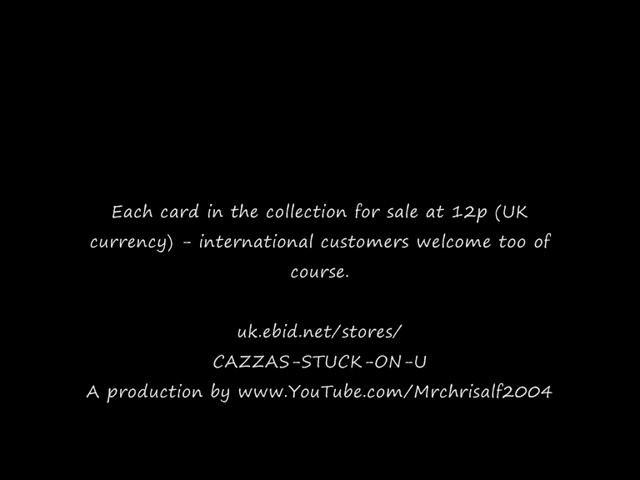 Each card in the collection for sale at 12p (UK
currency) - international customers welcome too of
course.
uk.ebid.net/stores/
CAZZAS-STUCK-ON-U
A production by www.YouTube.com/Mrchrisalf2004